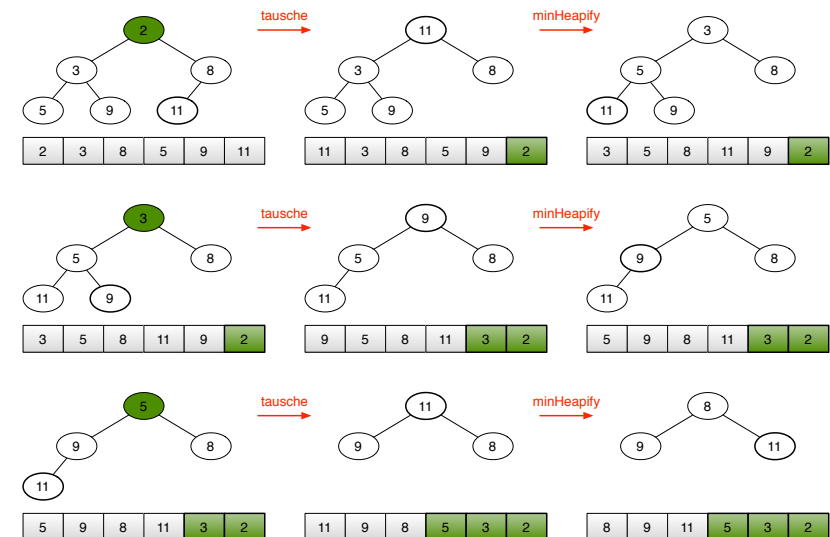 2 tausche 11 minHeapify 3
3 8 3 8 5 8
5 9 11 5 9 11 9
2 3 8 5 9 11 11 3 8 5 9 2 3 5 8 11 9 2
3 tausche 9 minHeapify 5
5 8 5 8 9 8
11 9 11 11
3 5 8 11 9 2 9 5 8 11 3 2 5 9 8 11 3 2
5 tausche 11 minHeapify 8
9 8 9 8 9 11
11
5 9 8 11 3 2 11 9 8 5 3 2 8 9 11 5 3 2